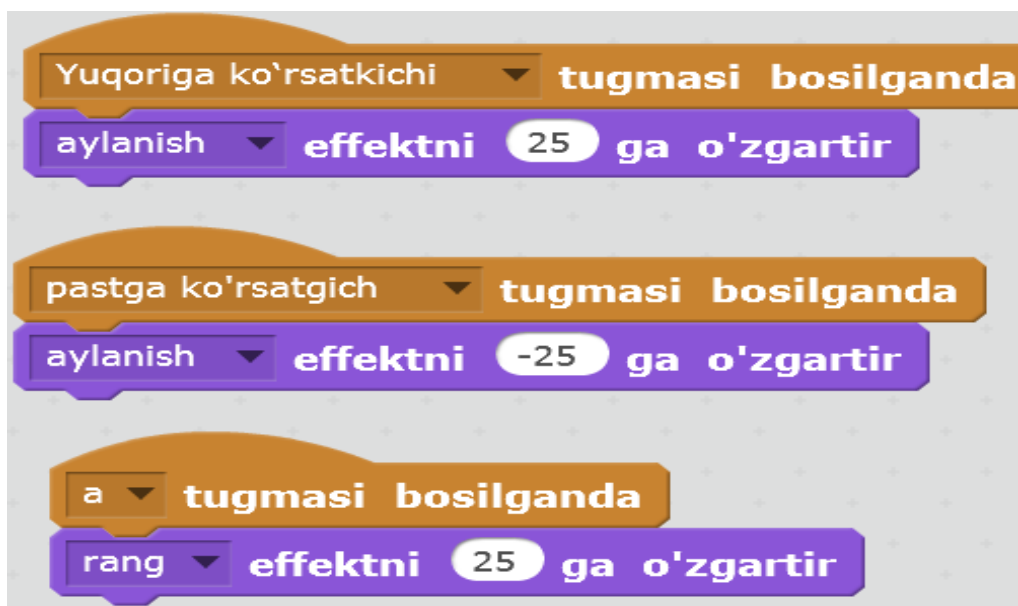 Yuqoriga ko`rsatkichi tugmasi bosilganda
aylanish effektni 25 ga o'zgartir
pastga ko'rsatgich tugmasi bosilganda
aylanish effektni -25 ga o'zgartir
a tugmasi bosilganda
rang effektni 25 ga o'zgartir